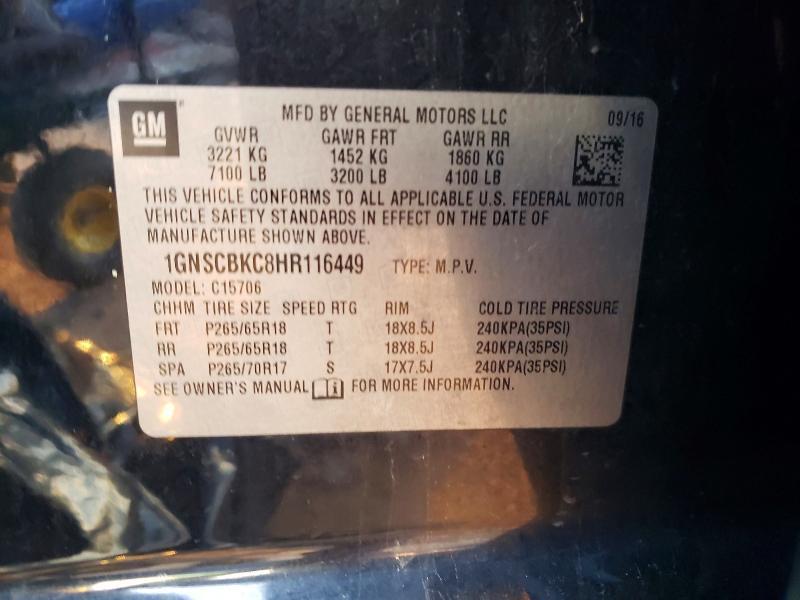 GM
MFD BY GENERAL MOTORS LLC 09/16
GVWR GAWR FRT GAWR RR
3221 KG 1452 KG 1860 KG
7100 LB 3200 LB 4100 LB
THIS VEHICLE CONFORMS TO ALL APPLICABLE U.S. FEDERAL MOTOR
VEHICLE SAFETY STANDARDS IN EFFECT ON THE DATE OF
MANUFACTURE SHOWN ABOVE.
1GNSCBKC8HR116449 TYPE: M.P.V.
MODEL: C15706
CHHM TIRE SIZE SPEED RTG RIM COLD TIRE PRESSURE
FRT P265/65R18 T 18X8.5J 240KPA(35PSI)
RR P265/65R18 T 18X8.5J 240KPA(35PSI)
SPA P265/70R17 S 17X7.5J 240KPA(35PSI)
SEE OWNER'S MANUAL i FOR MORE INFORMATION.